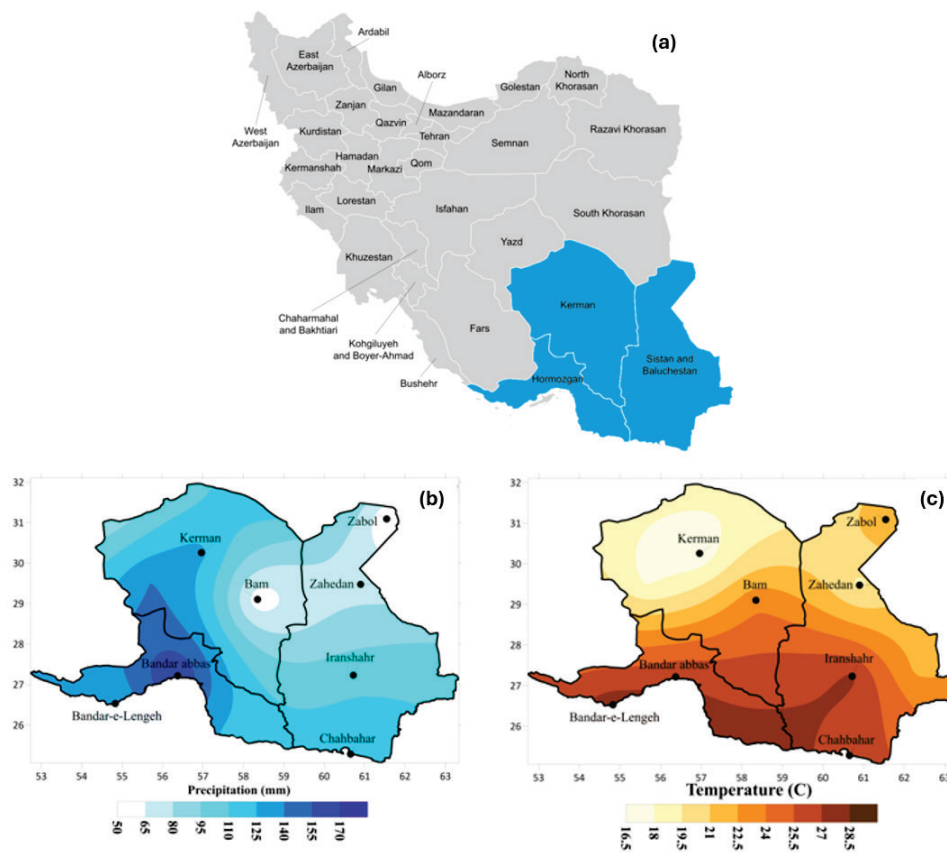 (a)
Ardabil
East
Azerbaijan
Alborz
Gilan
Golestan
North
Khorasan
Zanjan
Mazandaran
West
Azerbaijan
Qazvin
Razavi Khorasan
Kurdistan
Tehran
Semnan
Hamadan
Qom
Kermanshah
Markazi
Lorestan
Ilam
Isfahan
South Khorasan
Yazd
Khuzestan
Kerman
Chaharmahal
and Bakhtiari
Fars
Kohgiluyeh
and Boyer-Ahmad
Sistan and
Baluchestan
Bushehr
Hormozgan
(b)
32
31
30
29
28
27
26
Zabol
Kerman
Bam
Zahedan
Bandar abbas
Iranshahr
Bandar-e-Lengeh
Chahbahar
53 54 55 56 57 58 59 60 61 62 63
Precipitation (mm)
50 65 80 95 110 125 140 155 170
(c)
32
31
30
29
28
27
26
Zabol
Kerman
Bam
Zahedan
Bandar abbas
Iranshahr
Bandar-e-Lengeh
Chahbahar
53 54 55 56 57 58 59 60 61 62 63
Temperature (C)
16.5 18 19.5 21 22.5 24 25.5 27 28.5